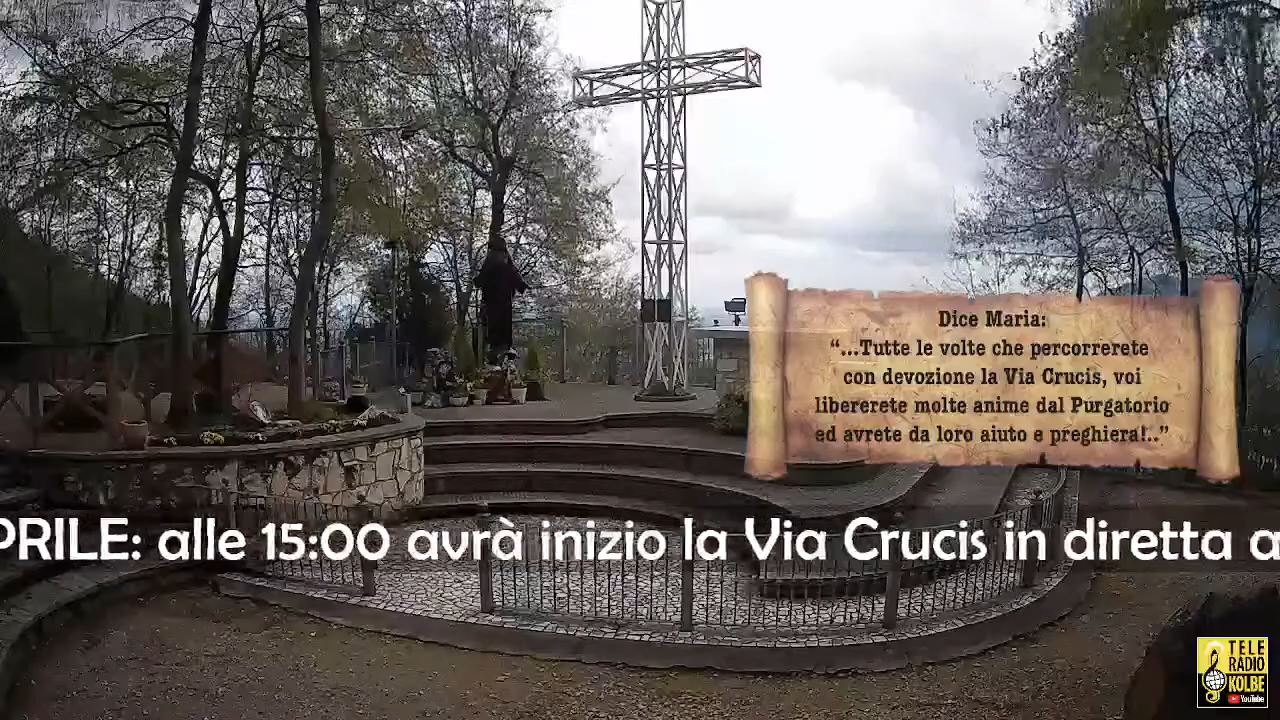 Dice Maria:
“...Tutte le volte che percorrerete
con devozione la Via Crucis, voi
libererete molte anime dal Purgatorio
ed avrete da loro aiuto e preghiera!..”
PRILE: alle 15:00 avrà inizio la Via Crucis in diretta a
TELE
RADIO
KOLBE
YouTube